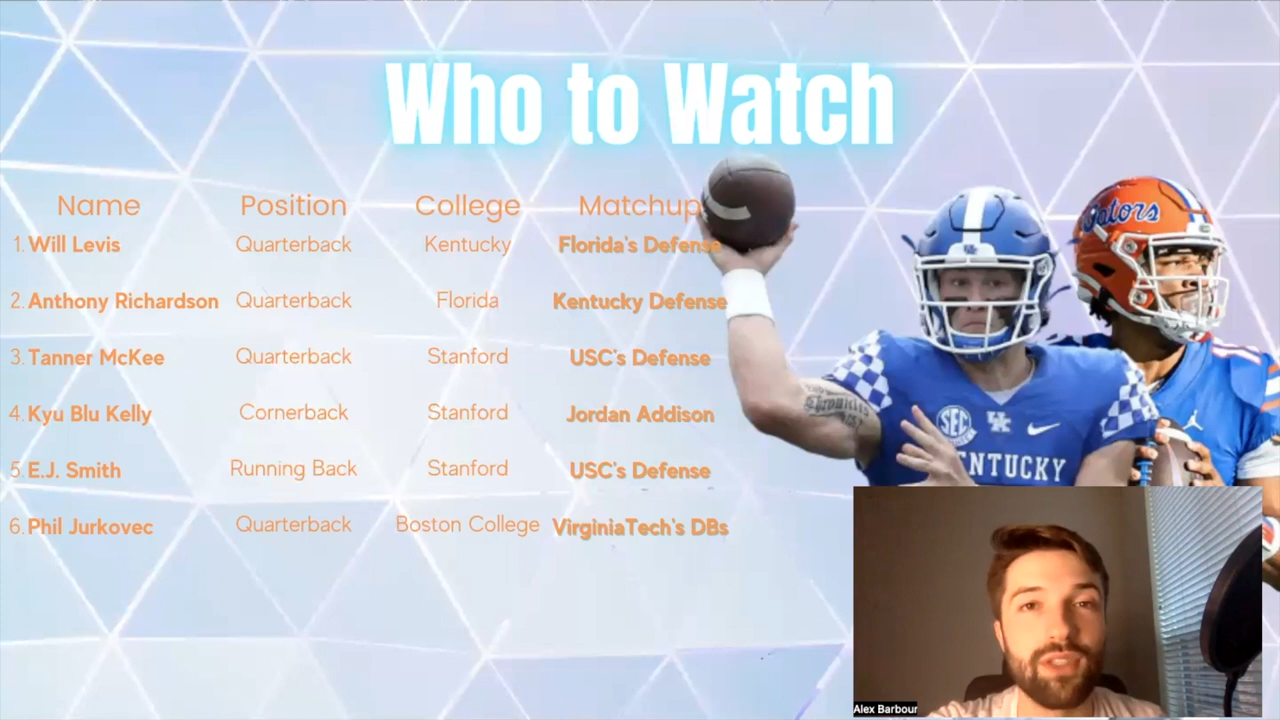 Who to Watch
Name Position College Matchup
1. Will Levis Quarterback Kentucky Florida's Defense
2. Anthony Richardson Quarterback Florida Kentucky Defense
3. Tanner McKee Quarterback Stanford USC's Defense
4. Kyu Blu Kelly Cornerback Stanford Jordan Addison
5. E.J. Smith Running Back Stanford USC's Defense
6. Phil Jurkovec Quarterback Boston College VirginiaTech's DBs
Gators
SEC UK
ENTUCKY
Alex Barbour